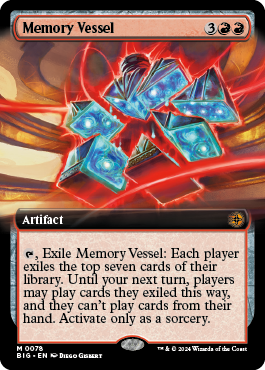 Memory Vessel 3
Artifact
, Exile Memory Vessel: Each player
exiles the top seven cards of their
library. Until your next turn, players
may play cards they exiled this way,
and they can't play cards from their
hand. Activate only as a sorcery.
M 0078
BIG • EN Diego Gisbert ™ & © 2024 Wizards of the Coast